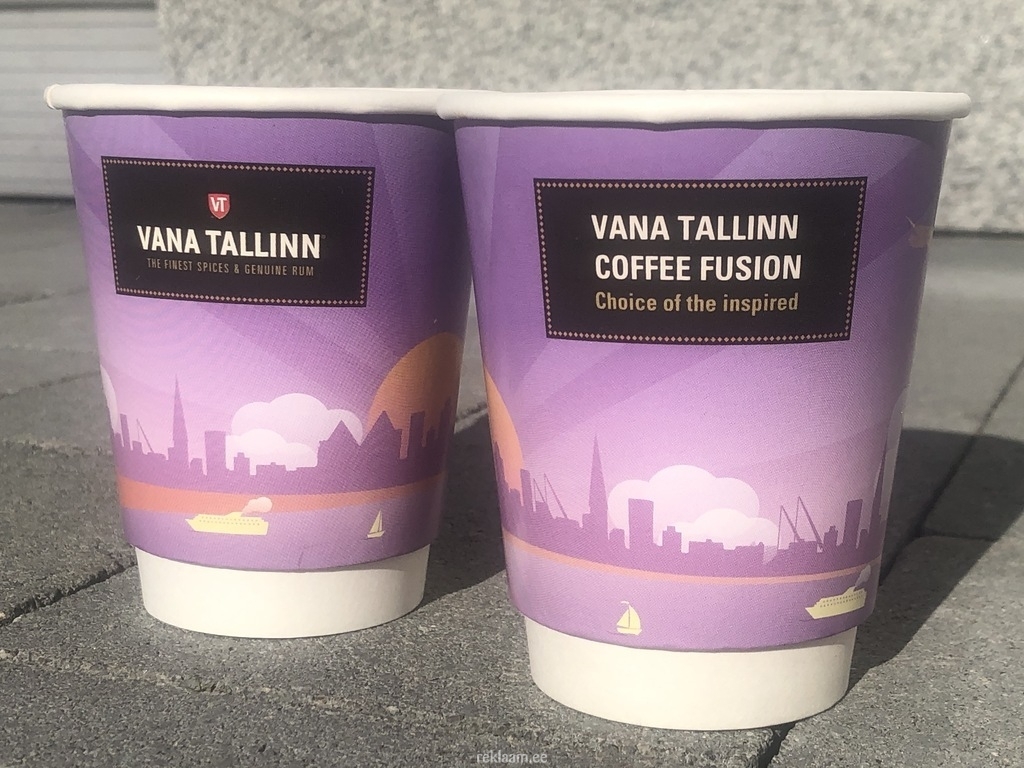 VT
VANA TALLINN
THE FINEST SPICES & GENUINE RUM
VANA TALLINN
COFFEE FUSION
Choice of the inspired
reklaam.ee